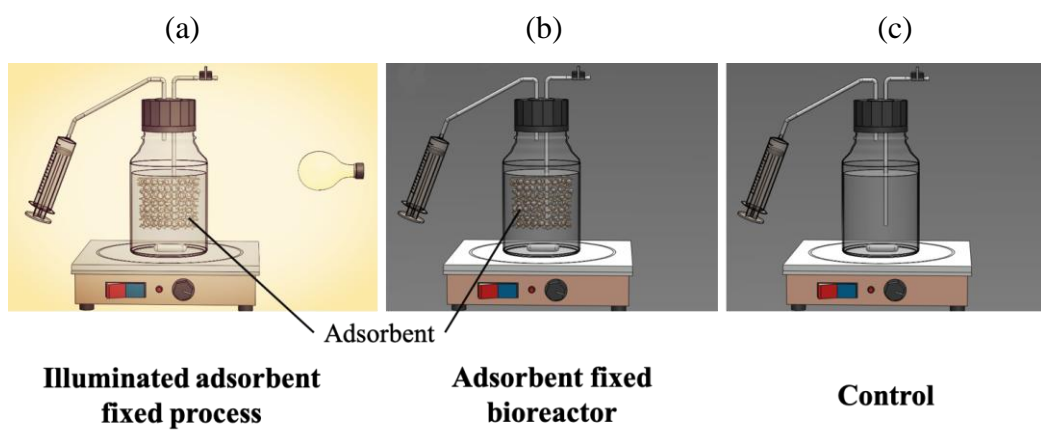 (a)
(b)
(c)
Adsorbent
Illuminated adsorbent
fixed process
Adsorbent fixed
bioreactor
Control